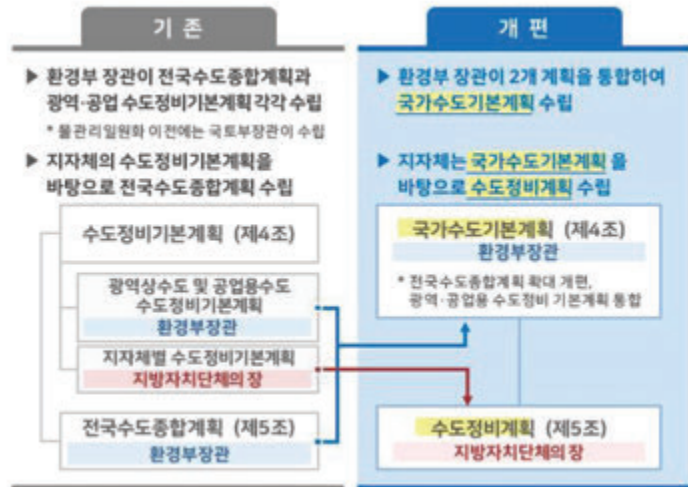 기 존
▶ 환경부 장관이 전국수도종합계획과
광역·공업 수도정비기본계획 각각 수립
* 물관리일원화 이전에는 국토부장관이 수립
▶ 지자체의 수도정비기본계획을
바탕으로 전국수도종합계획 수립
수도정비기본계획 (제4조)
광역상수도 및 공업용수도
수도정비기본계획
환경부장관
지자체별 수도정비기본계획
지방자치단체의 장
전국수도종합계획 (제5조)
환경부장관
개 편
▶ 환경부 장관이 2개 계획을 통합하여
국가수도기본계획 수립
▶ 지자체는 국가수도기본계획 을
바탕으로 수도정비계획 수립
국가수도기본계획 (제4조)
환경부장관
* 전국수도종합계획 확대 개편,
광역·공업용 수도정비 기본계획 통합
수도정비계획 (제5조)
지방자치단체의 장